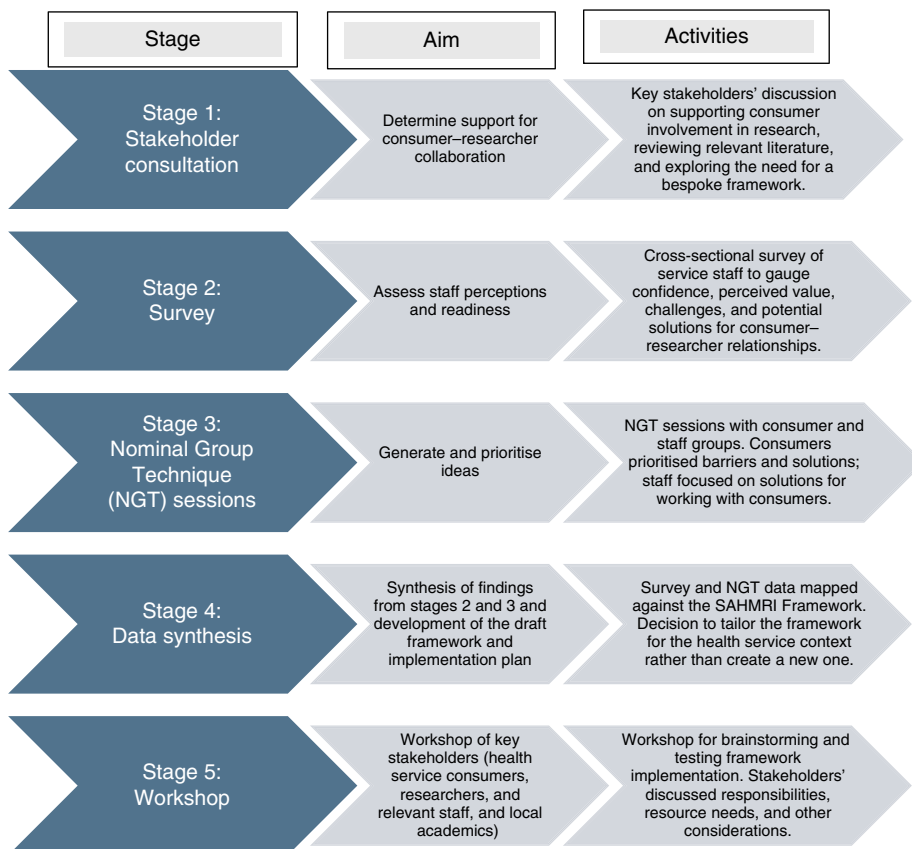 Stage
Aim
Activities
Stage 1:
Stakeholder
consultation
Determine support for
consumer–researcher
collaboration
Key stakeholders’ discussion
on supporting consumer
involvement in research,
reviewing relevant literature,
and exploring the need for a
bespoke framework.
Stage 2:
Survey
Assess staff perceptions
and readiness
Cross-sectional survey of
service staff to gauge
confidence, perceived value,
challenges, and potential
solutions for consumer–
researcher relationships.
Stage 3:
Nominal Group
Technique
(NGT) sessions
Generate and prioritise
ideas
NGT sessions with consumer and
staff groups. Consumers
prioritised barriers and solutions;
staff focused on solutions for
working with consumers.
Stage 4:
Data synthesis
Synthesis of findings
from stages 2 and 3 and
development of the draft
framework and
implementation plan
Survey and NGT data mapped
against the SAHMRI Framework.
Decision to tailor the framework
for the health service context
rather than create a new one.
Stage 5:
Workshop
Workshop of key
stakeholders (health
service consumers,
researchers, and
relevant staff, and local
academics)
Workshop for brainstorming and
testing framework
implementation. Stakeholders’
discussed responsibilities,
resource needs, and other
considerations.